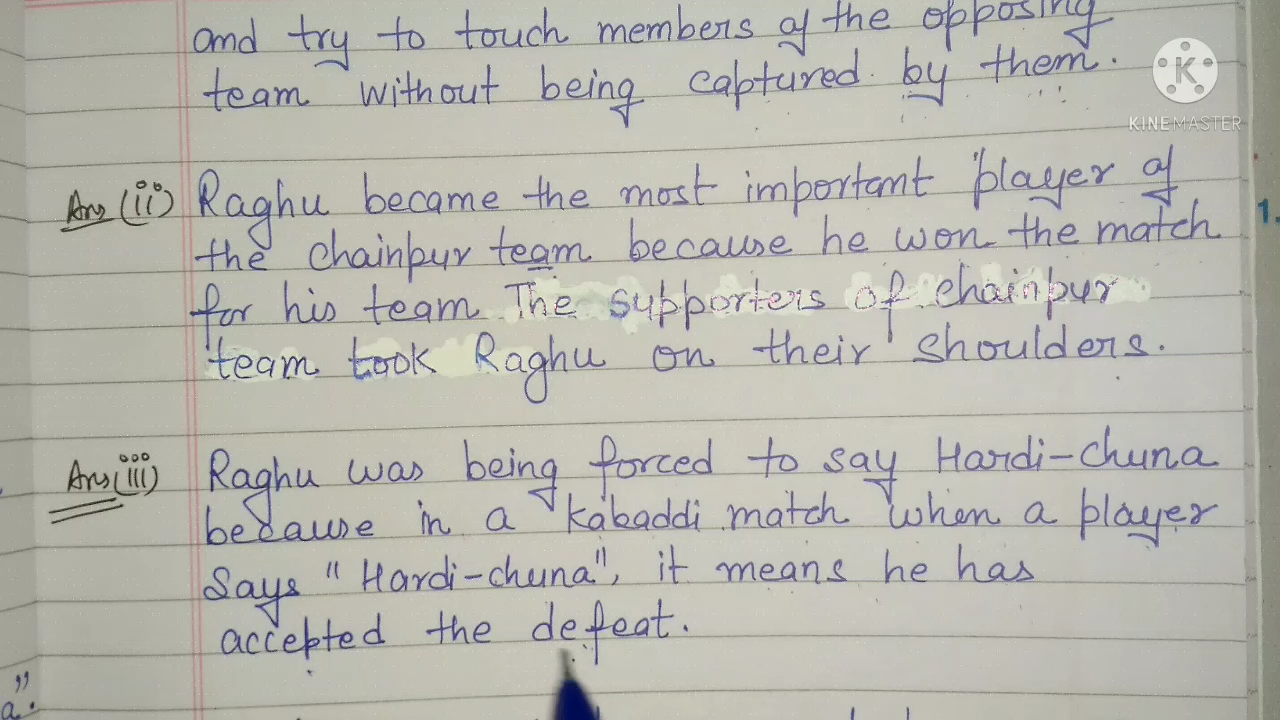 and try to touch members of the opposing
team without being captured by them.
K
KINEMASTER
Ans (ii) Raghu became the most important player of
the chainpur team because he won the match
for his team The supporters of chainpur
team took Raghu on their shoulders.
1.
Ans (iii) Raghu was being forced to say Hardi-chuna
because in a kabaddi match when a player
says "Hardi-chuna", it means he has
accepted the defeat.
a."